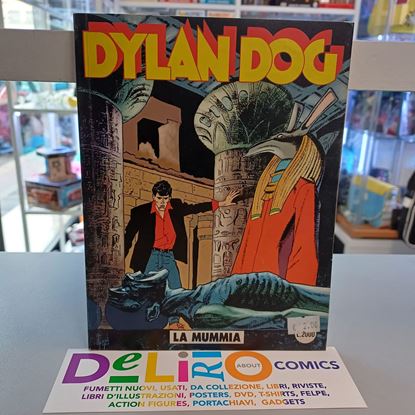 DYLAN DOG
LA MUMMIA
L.2000
DeLiRIO ABOUT COMICS
FUMETTI NUOVI, USATI, DA COLLEZIONE, LIBRI, RIVISTE,
LIBRI D'ILLUSTRAZIONI, POSTERS, DVD, T-SHIRTS, FELPE,
ACTION FIGURES, PORTACHIAVI, GADGETS